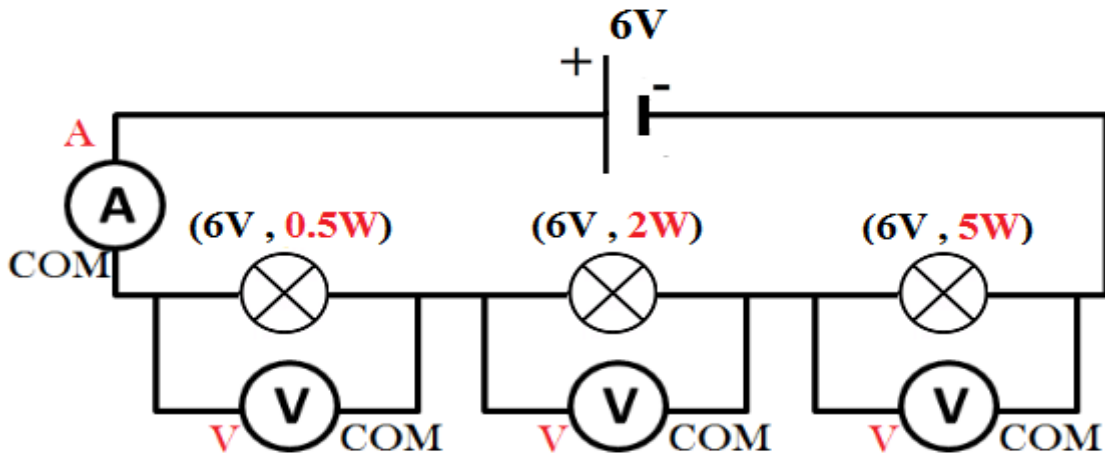 6V
+ -
A
A
COM
(6V , 0.5W) (6V , 2W) (6V , 5W)
V V V
V COM V COM V COM